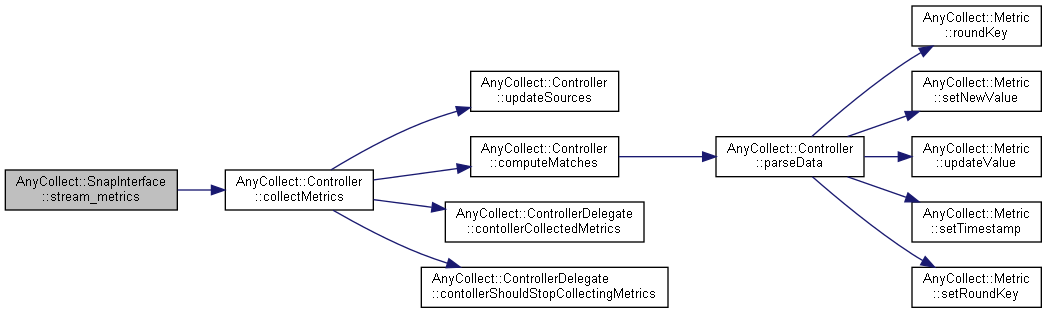 AnyCollect::SnapInterface
::stream_metrics
AnyCollect::Controller
::collectMetrics
AnyCollect::Controller
::updateSources
AnyCollect::Controller
::computeMatches
AnyCollect::ControllerDelegate
::contollerCollectedMetrics
AnyCollect::ControllerDelegate
::contollerShouldStopCollectingMetrics
AnyCollect::Controller
::parseData
AnyCollect::Metric
::roundKey
AnyCollect::Metric
::setNewValue
AnyCollect::Metric
::updateValue
AnyCollect::Metric
::setTimestamp
AnyCollect::Metric
::setRoundKey